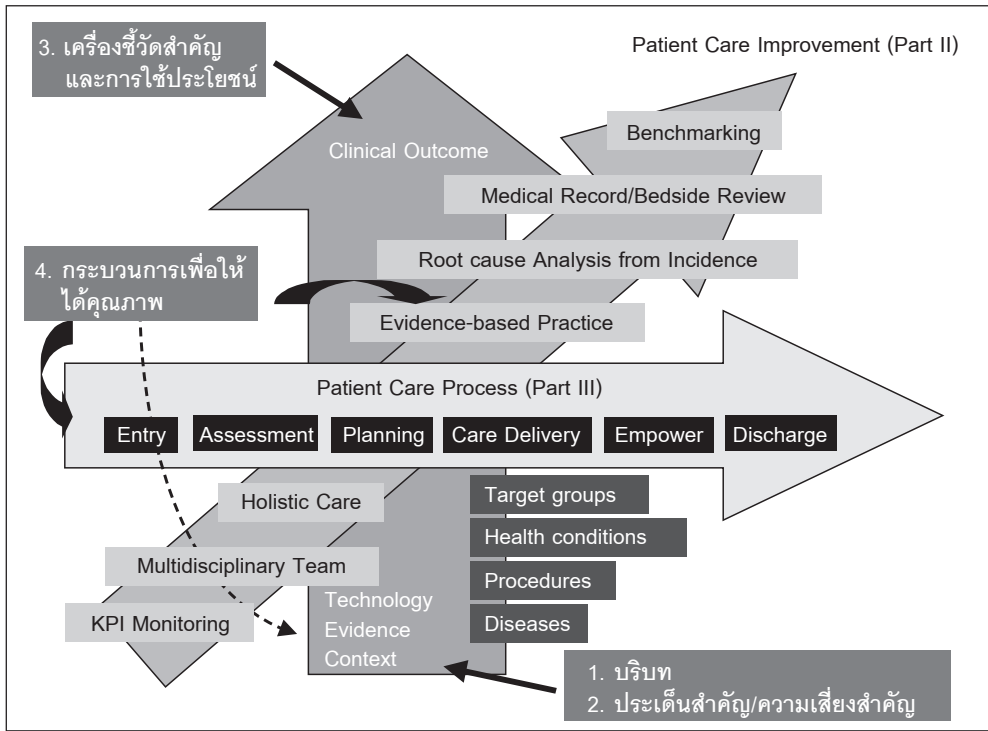 3. เครื่องชี้วัดสำคัญ
และการใช้ประโยชน์
Patient Care Improvement (Part II)
Benchmarking
Clinical Outcome
Medical Record/Bedside Review
Root cause Analysis from Incidence
4. กระบวนการเพื่อให้
ได้คุณภาพ
Evidence-based Practice
Patient Care Process (Part III)
Entry
Assessment
Planning
Care Delivery
Empower
Discharge
Holistic Care
Target groups
Health conditions
Multidisciplinary Team
Procedures
Technology
KPI Monitoring
Evidence
Diseases
Context
1. บริบท
2. ประเด็นสำคัญ/ความเสี่ยงสำคัญ